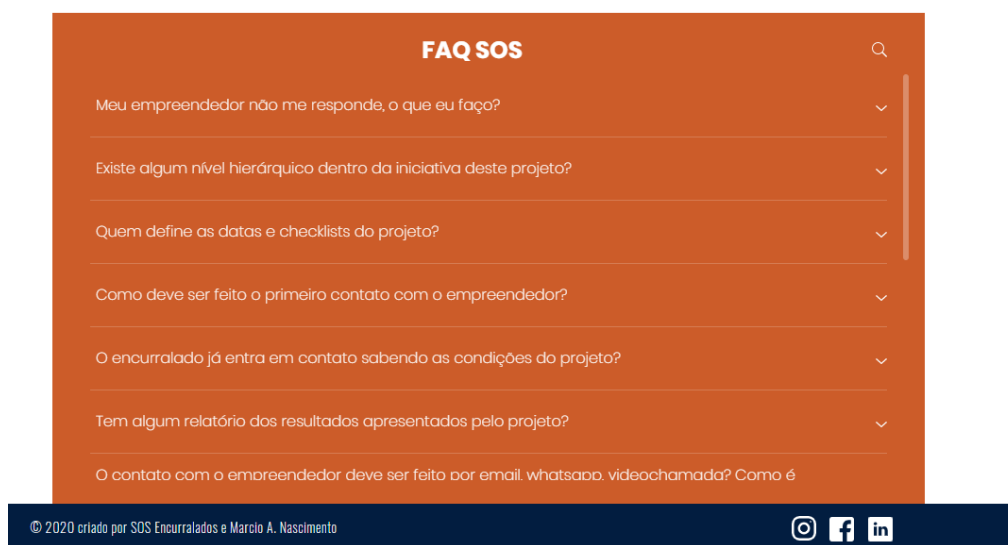 FAQ SOS
Meu empreendedor não me responde, o que eu faço?
Existe algum nível hierárquico dentro da iniciativa deste projeto?
Quem define as datas e checklists do projeto?
Como deve ser feito o primeiro contato com o empreendedor?
O encurralado já entra em contato sabendo as condições do projeto?
Tem algum relatório dos resultados apresentados pelo projeto?
O contato com o empreendedor deve ser feito por email, whatsapp, videochamada? Como é
© 2020 criado por SOS Encurralados e Marcio A. Nascimento